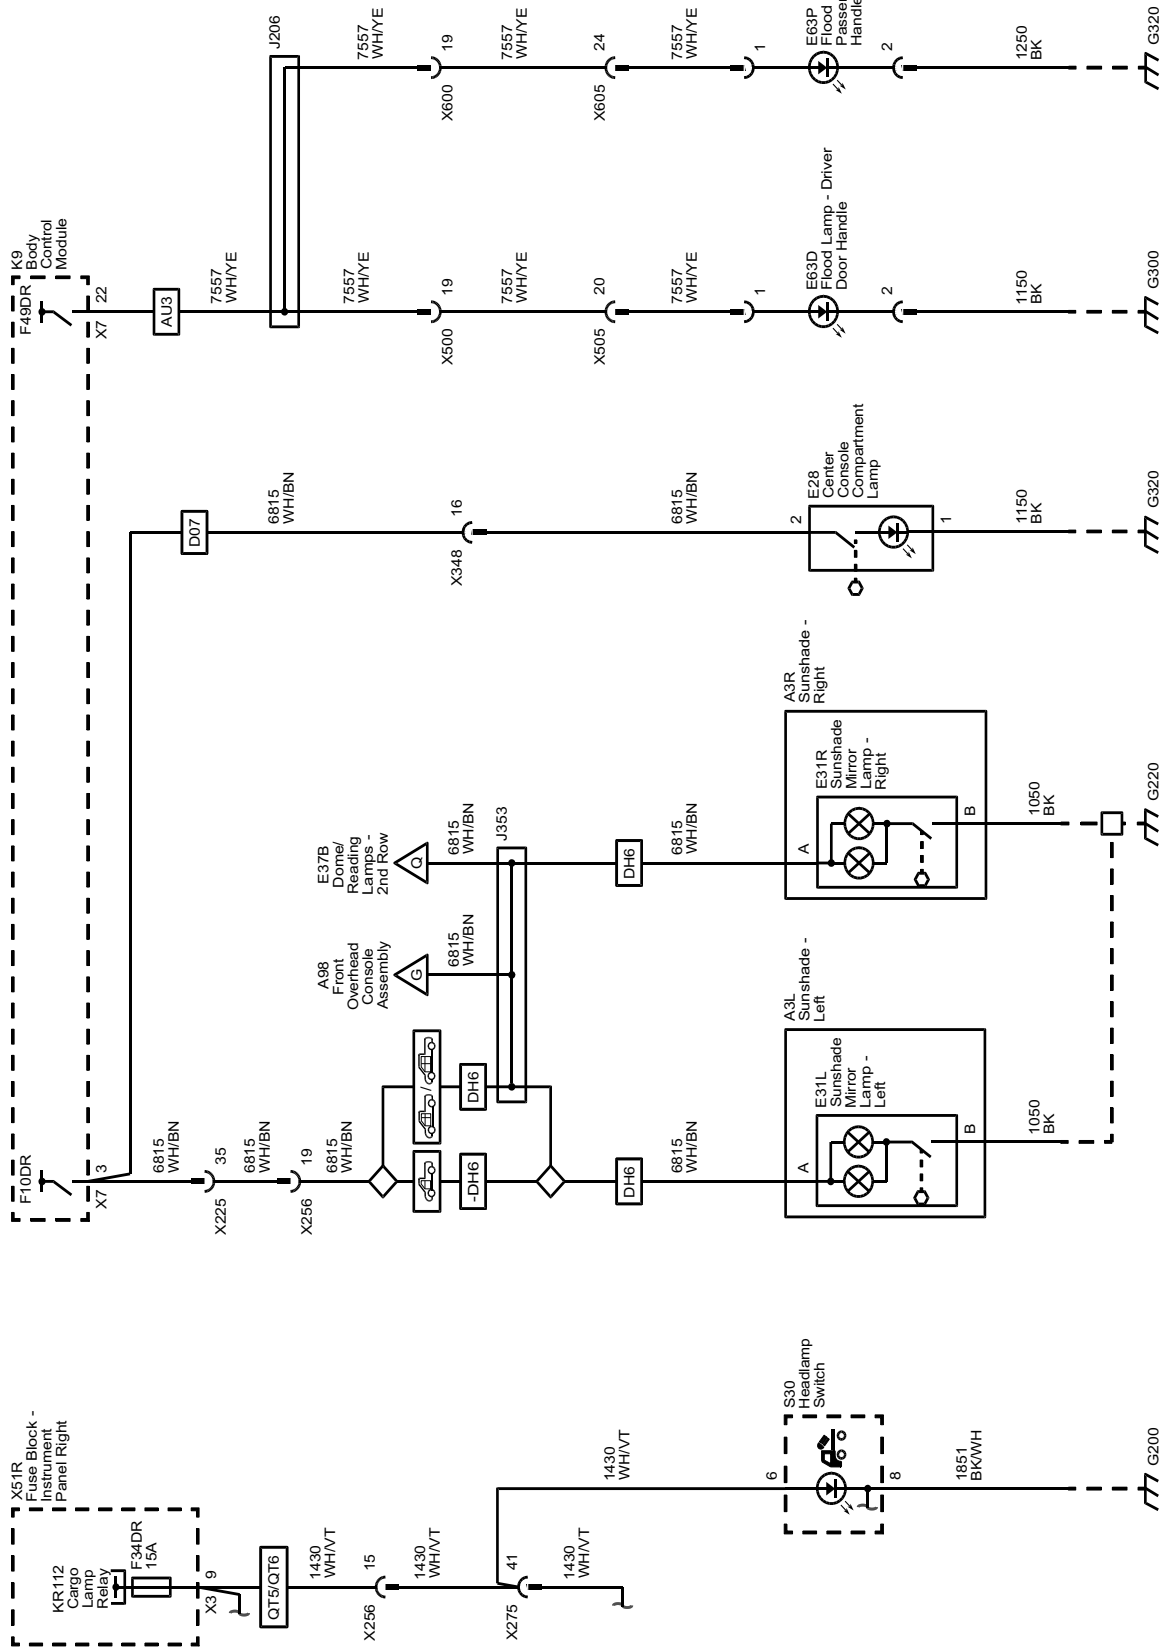 X51R
Fuse Block -
Instrument
Panel Right
KR112
Cargo
Lamp
Relay
F34DR
15A
X3
9
QT5/QT6
1430
WH/VT
X256
15
1430
WH/VT
X275
41
1430
WH/VT
1430
WH/VT
6
S30
Headlamp
Switch
8
1851
BK/WH
G200
K9
Body
Control
Module
F10DR
X7
3
6815
WH/BN
X225
35
6815
WH/BN
X256
19
6815
WH/BN
/
-DH6
DH6
J353
A98
Front
Overhead
Console
Assembly
G
6815
WH/BN
E37B
Dome/
Reading
Lamps -
2nd Row
Q
6815
WH/BN
DH6
6815
WH/BN
A3L
Sunshade -
Left
A
E31L
Sunshade
Mirror
Lamp -
Left
B
1050
BK
DH6
6815
WH/BN
A3R
Sunshade -
Right
A
E31R
Sunshade
Mirror
Lamp -
Right
B
1050
BK
G220
D07
6815
WH/BN
X348
16
6815
WH/BN
2
E28
Center
Console
Compartment
Lamp
1
1150
BK
G320
F49DR
X7
22
AU3
7557
WH/YE
J206
7557
WH/YE
X500
19
7557
WH/YE
X505
20
7557
WH/YE
1
E63D
Flood Lamp - Driver
Door Handle
2
1150
BK
G300
7557
WH/YE
X600
19
7557
WH/YE
X605
24
7557
WH/YE
1
E63P
Flood
Handle
2
1250
BK
G320